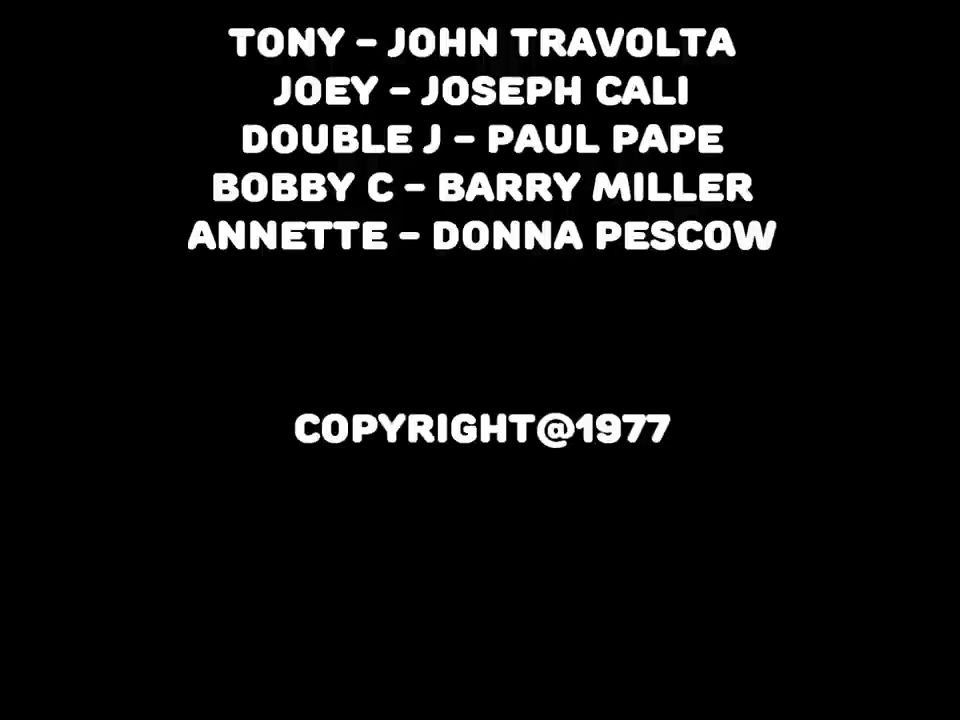 TONY – JOHN TRAVOLTA
JOEY – JOSEPH CALI
DOUBLE J – PAUL PAPE
BOBBY C – BARRY MILLER
ANNETTE – DONNA PESCOW
COPYRIGHT@1977